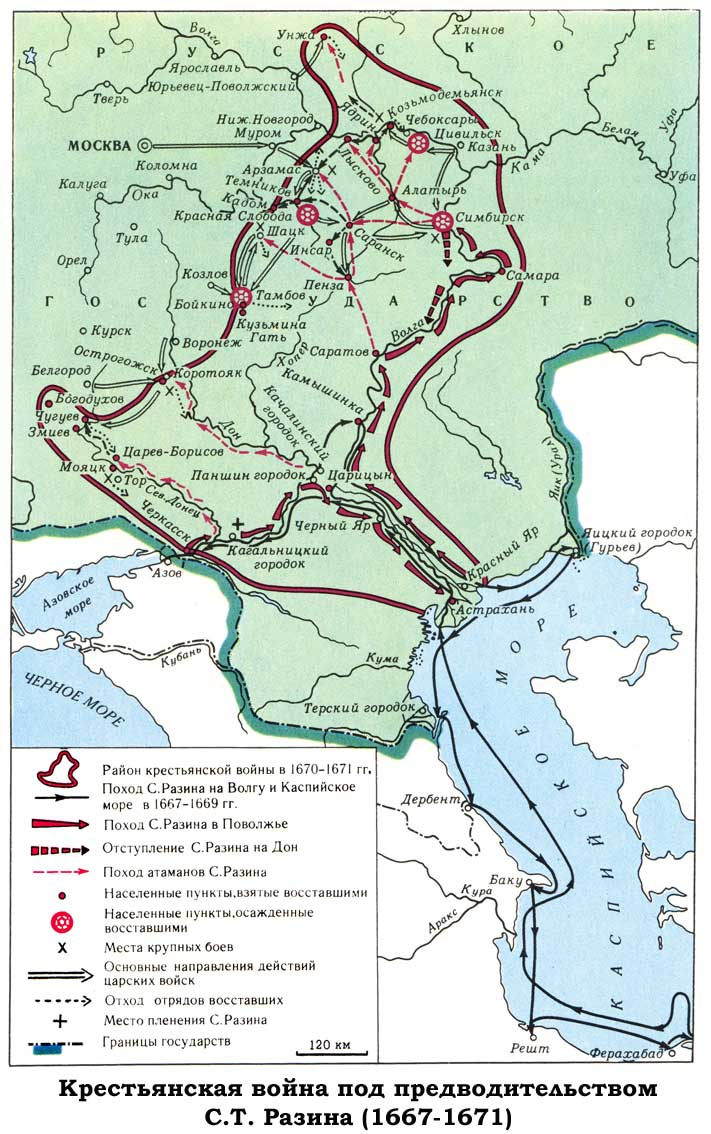 Унжа
Волга
Хлынов
РУССКОЕ
Ярославль
Юрьевец-Поволжский
Тверь
Козьмодемьянск
Ядрин
Чебоксары
Цивильск
Казань
Ниж.Новгород
Муром
МОСКВА
Белая
Уфа
Кама
Уфа
Лысково
Коломна
Арзамас
Темников
Калуга
Ока
Кадом
Алатырь
Красная Слобода
Симбирск
Шацк
Тула
Инсар
Саранск
Орел
Самара
Козлов
Пенза
ГОСУДАРСТВО
Бойкино
Тамбов
Кузьмина
Гать
Волга
Курск
Воронеж
Хопер
Саратов
Острогожск
Белгород
Коротояк
Камышинка
Богодухов
Качалинский
городок
Чугуев
Змиев
Дон
Царев-Борисов
Мояцк
Тор
Паншин городок
Царицын
Яик (Урал)
Сев.Донец
Черкасск
Черный Яр
Кагальницкий
городок
Красный Яр
Яицкий городок
(Гурьев)
Азов
Азовское
море
Астрахань
Кубань
Кума
ЧЕРНОЕ МОРЕ
Терский городок
КАСПИЙСКОЕ МОРЕ
Дербент
Баку
Кура
Аракс
Решт
Ферахабад
Район крестьянской войны в 1670-1671 гг.
Поход С.Разина на Волгу и Каспийское
море в 1667-1669 гг.
Поход С.Разина в Поволжье
Отступление С.Разина на Дон
Поход атаманов С.Разина
Населенные пункты,взятые восставшими
Населенные пункты,осажденные
восставшими
Места крупных боев
Основные направления действий
царских войск
Отход отрядов восставших
Место пленения С.Разина
Границы государств
120 км
Крестьянская война под предводительством
С.Т. Разина (1667-1671)